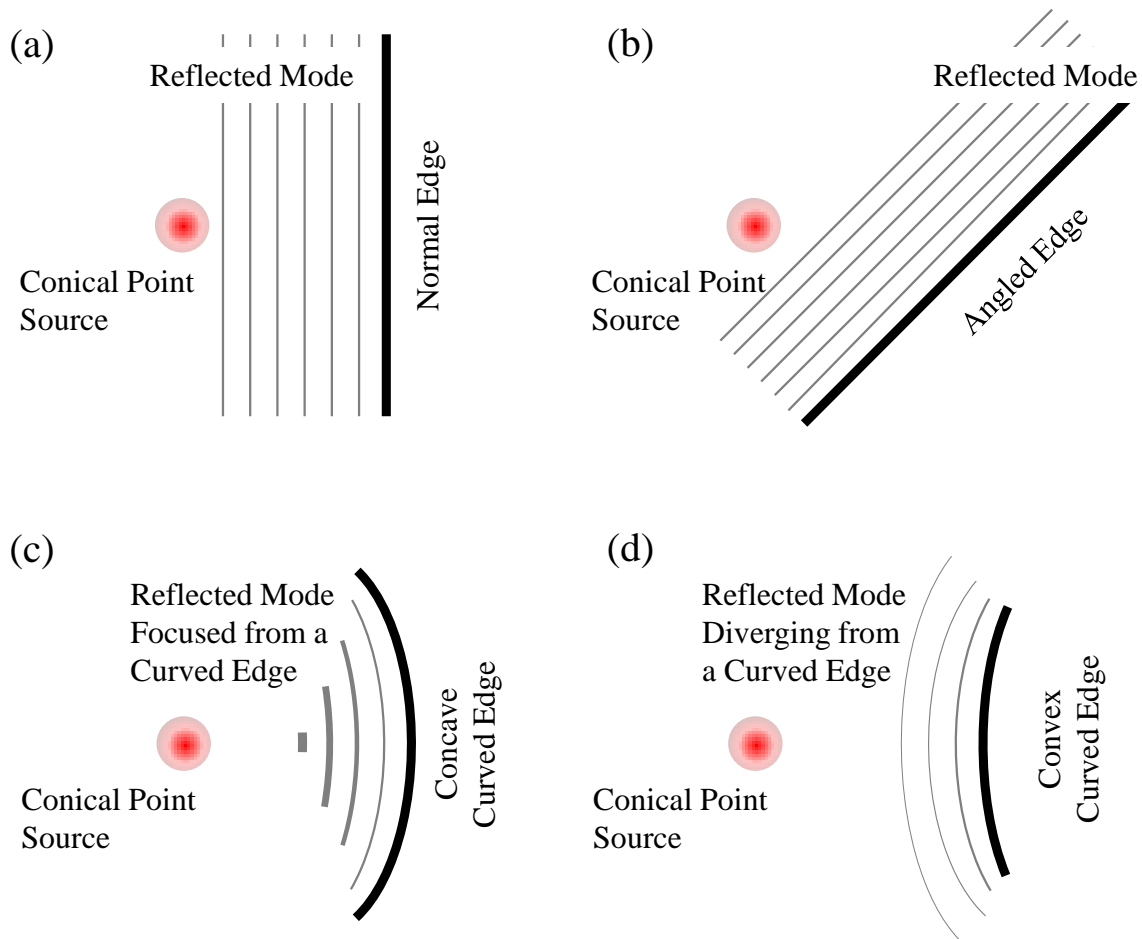 (a)
Reflected Mode
Normal Edge
Conical Point
Source
(b)
Reflected Mode
Angled Edge
Conical Point
Source
(c)
Reflected Mode
Focused from a
Curved Edge
Concave
Curved Edge
Conical Point
Source
(d)
Reflected Mode
Diverging from
a Curved Edge
Convex
Curved Edge
Conical Point
Source